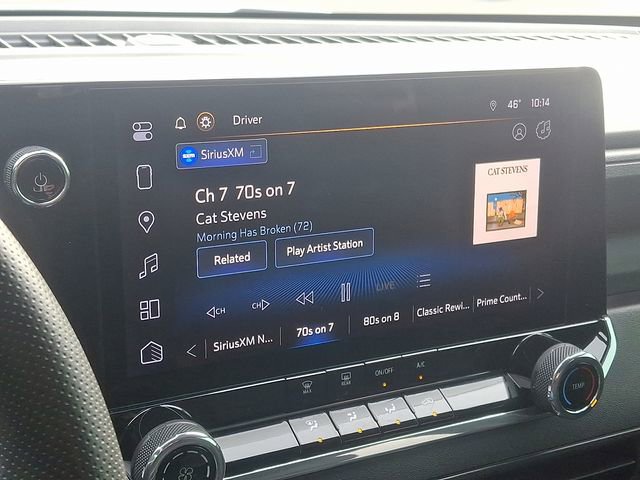 46° 10:14
Driver
SiriusXM
Ch 7 70s on 7
Cat Stevens
Morning Has Broken (72)
Related Play Artist Station
CAT STEVENS
CH CH LIVE
SiriusXM N... 70s on 7 80s on 8 Classic Rewi... Prime Count...
MAX REAR ON/OFF A/C
TEMP